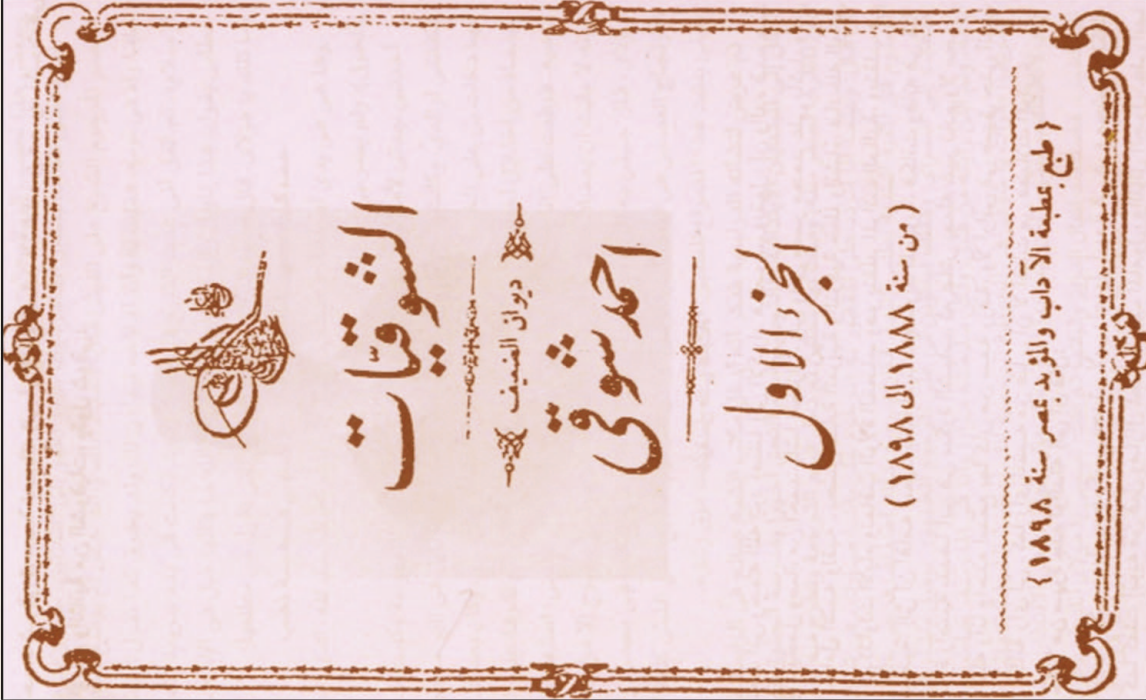 الشوقيات
ديوان الضعيف
احمد شوقي
الجزء الاول
(من سنة ١٨٨٨ الى ١٨٩٨)
(طبع بمطبعة الآداب والمؤيد بمصر سنة ١٨٩٨)